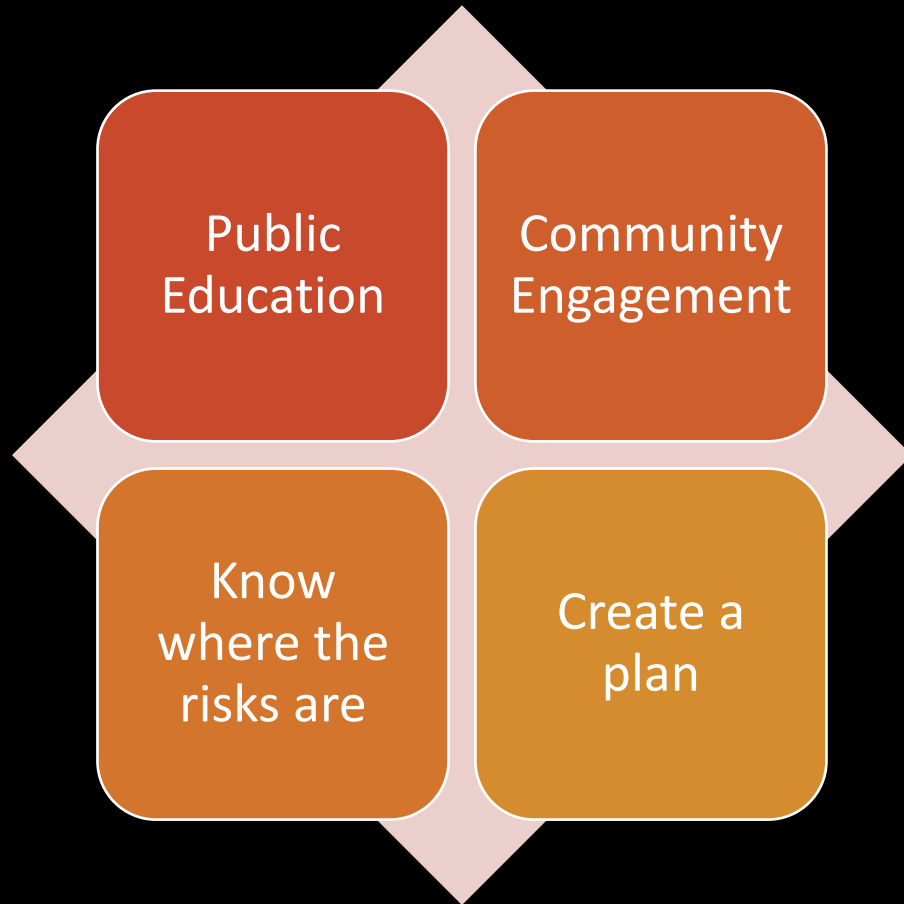 Public
Education
Community
Engagement
Know
where the
risks are
Create a
plan